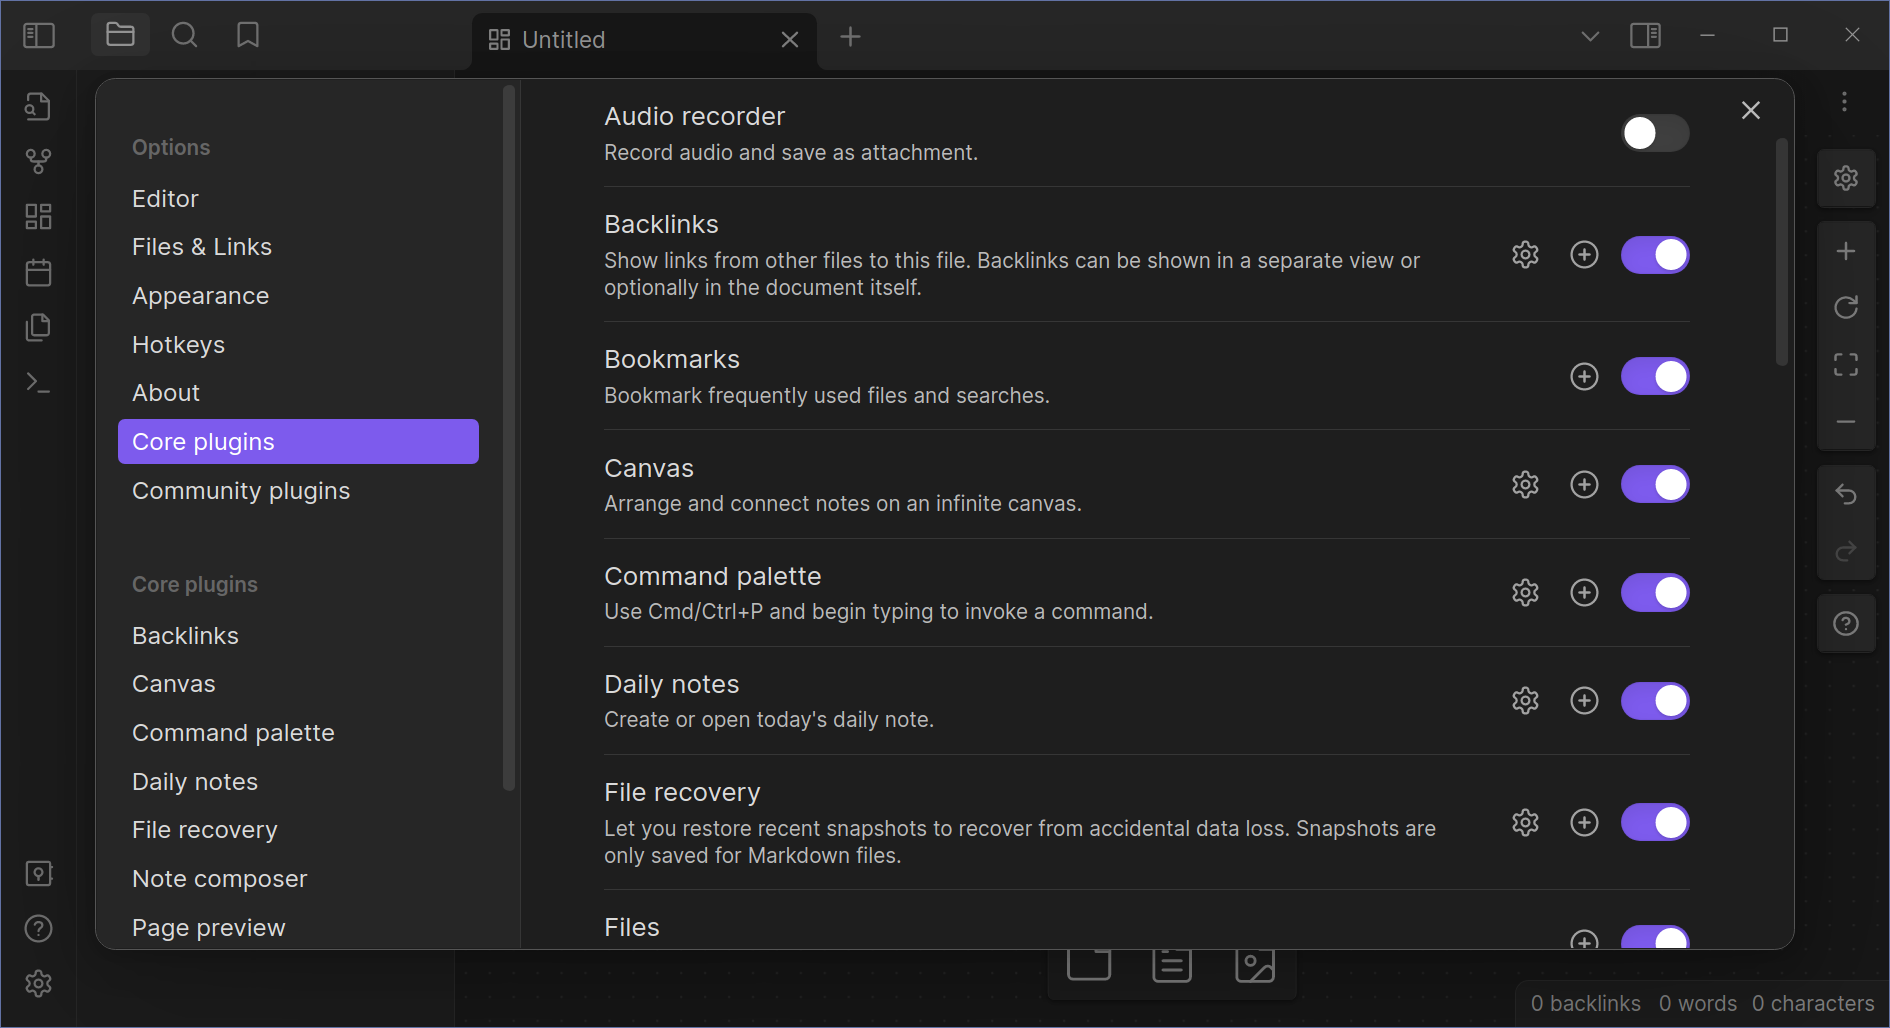 Untitled
Options
Editor
Files & Links
Appearance
Hotkeys
About
Core plugins
Community plugins
Core plugins
Backlinks
Canvas
Command palette
Daily notes
File recovery
Note composer
Page preview
Audio recorder
Record audio and save as attachment.
Backlinks
Show links from other files to this file. Backlinks can be shown in a separate view or
optionally in the document itself.
Bookmarks
Bookmark frequently used files and searches.
Canvas
Arrange and connect notes on an infinite canvas.
Command palette
Use Cmd/Ctrl+P and begin typing to invoke a command.
Daily notes
Create or open today's daily note.
File recovery
Let you restore recent snapshots to recover from accidental data loss. Snapshots are
only saved for Markdown files.
Files
0 backlinks 0 words 0 characters